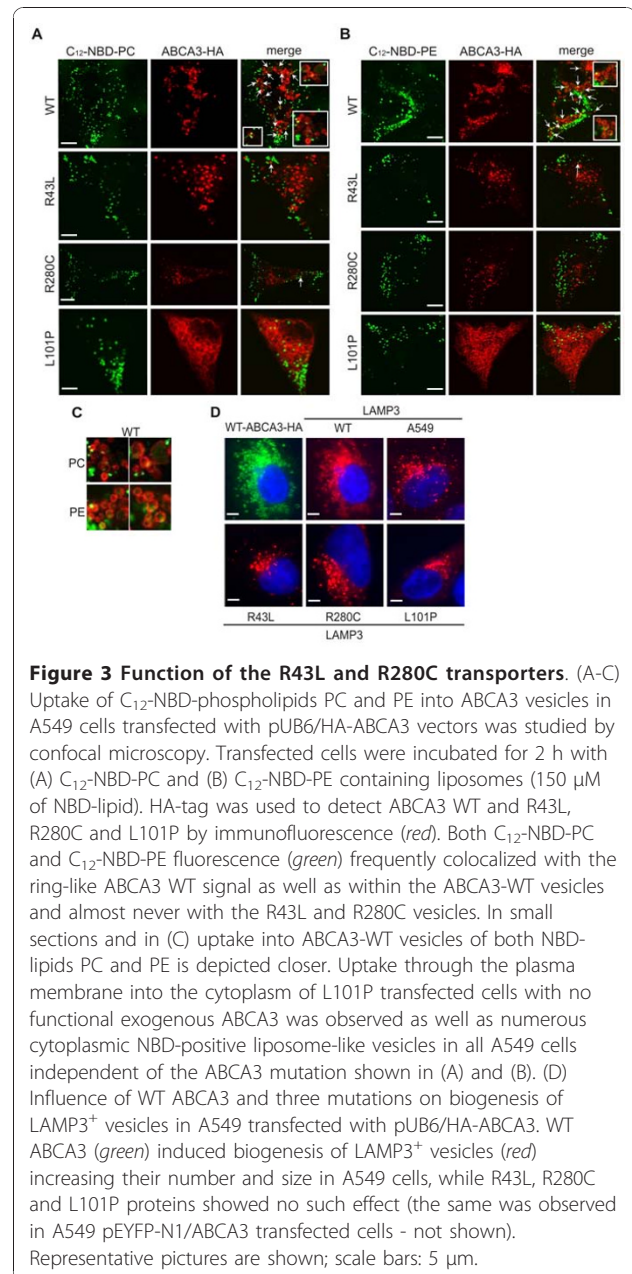 A
B
C₁₂-NBD-PC ABCA3-HA merge
C₁₂-NBD-PE ABCA3-HA merge
WT
R43L
R280C
L101P
WT
R43L
R280C
L101P
C
WT
PC
PE
D
LAMP3
WT-ABCA3-HA WT A549
R43L R280C L101P
LAMP3
Figure 3 Function of the R43L and R280C transporters. (A-C)
Uptake of C₁₂-NBD-phospholipids PC and PE into ABCA3 vesicles in
A549 cells transfected with pUB6/HA-ABCA3 vectors was studied by
confocal microscopy. Transfected cells were incubated for 2 h with
(A) C₁₂-NBD-PC and (B) C₁₂-NBD-PE containing liposomes (150 μM
of NBD-lipid). HA-tag was used to detect ABCA3 WT and R43L,
R280C and L101P by immunofluorescence (red). Both C₁₂-NBD-PC
and C₁₂-NBD-PE fluorescence (green) frequently colocalized with the
ring-like ABCA3 WT signal as well as within the ABCA3-WT vesicles
and almost never with the R43L and R280C vesicles. In small
sections and in (C) uptake into ABCA3-WT vesicles of both NBD-
lipids PC and PE is depicted closer. Uptake through the plasma
membrane into the cytoplasm of L101P transfected cells with no
functional exogenous ABCA3 was observed as well as numerous
cytoplasmic NBD-positive liposome-like vesicles in all A549 cells
independent of the ABCA3 mutation shown in (A) and (B). (D)
Influence of WT ABCA3 and three mutations on biogenesis of
LAMP3⁺ vesicles in A549 transfected with pUB6/HA-ABCA3. WT
ABCA3 (green) induced biogenesis of LAMP3⁺ vesicles (red)
increasing their number and size in A549 cells, while R43L, R280C
and L101P proteins showed no such effect (the same was observed
in A549 pEYFP-N1/ABCA3 transfected cells - not shown).
Representative pictures are shown; scale bars: 5 μm.